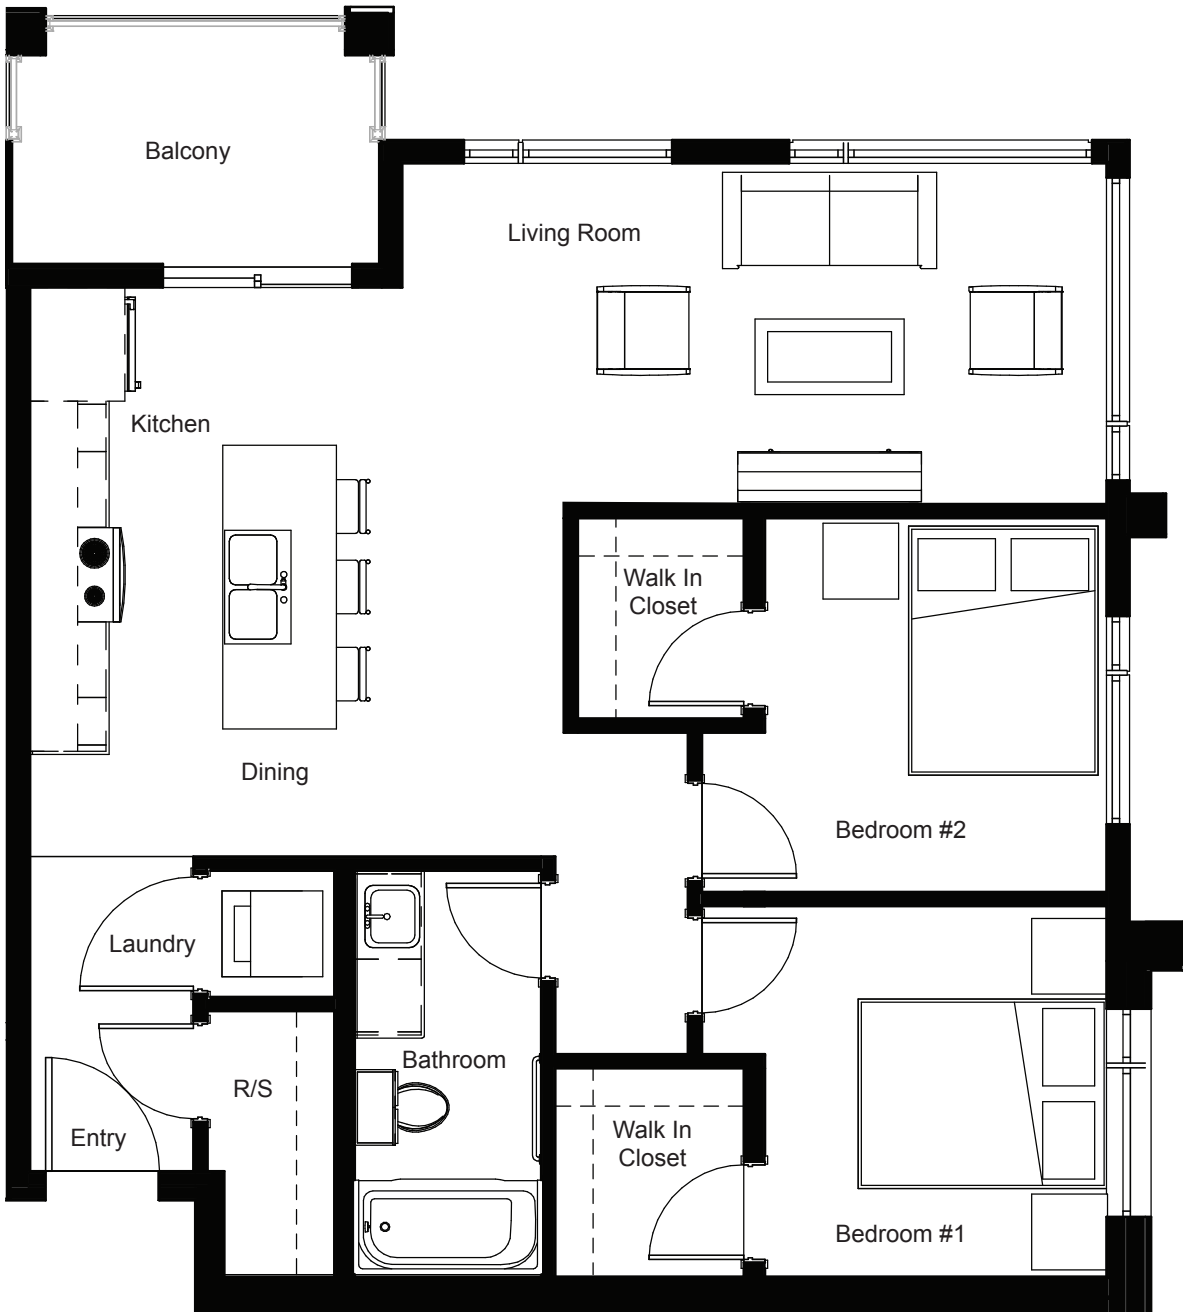 Balcony
Living Room
Kitchen
Walk In
Closet
Dining
Bedroom #2
Laundry
Bathroom
R/S
Entry
Walk In
Closet
Bedroom #1